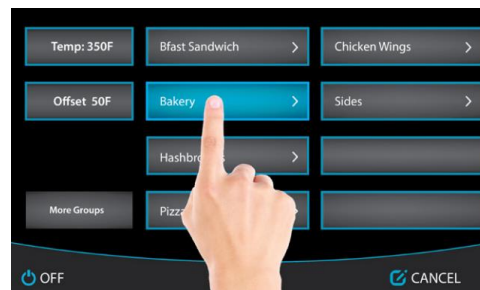 Temp: 350F
Bfast Sandwich
Chicken Wings
Offset 50F
Bakery
Sides
More Groups
OFF
CANCEL